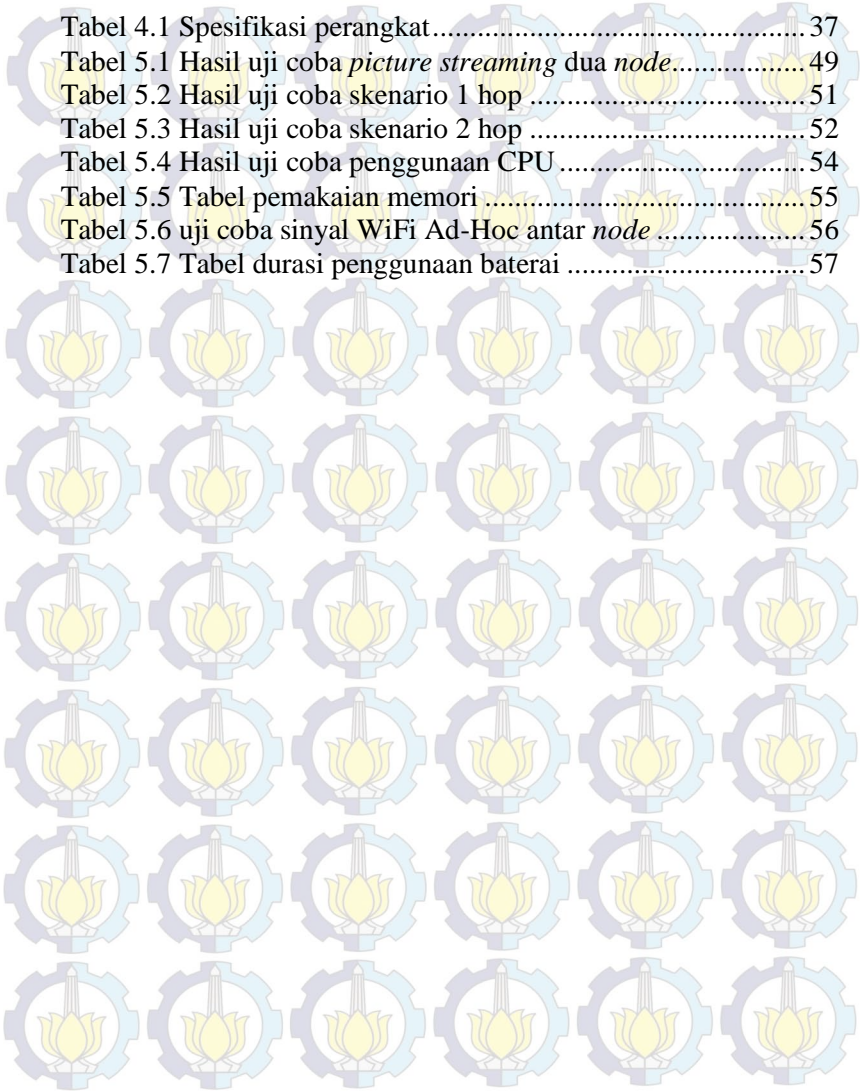 Tabel 4.1 Spesifikasi perangkat.................................................... 37
Tabel 5.1 Hasil uji coba picture streaming dua node.................. 49
Tabel 5.2 Hasil uji coba skenario 1 hop ...................................... 51
Tabel 5.3 Hasil uji coba skenario 2 hop ...................................... 52
Tabel 5.4 Hasil uji coba penggunaan CPU .................................. 54
Tabel 5.5 Tabel pemakaian memori ............................................ 55
Tabel 5.6 uji coba sinyal WiFi Ad-Hoc antar node .................... 56
Tabel 5.7 Tabel durasi penggunaan baterai ................................. 57